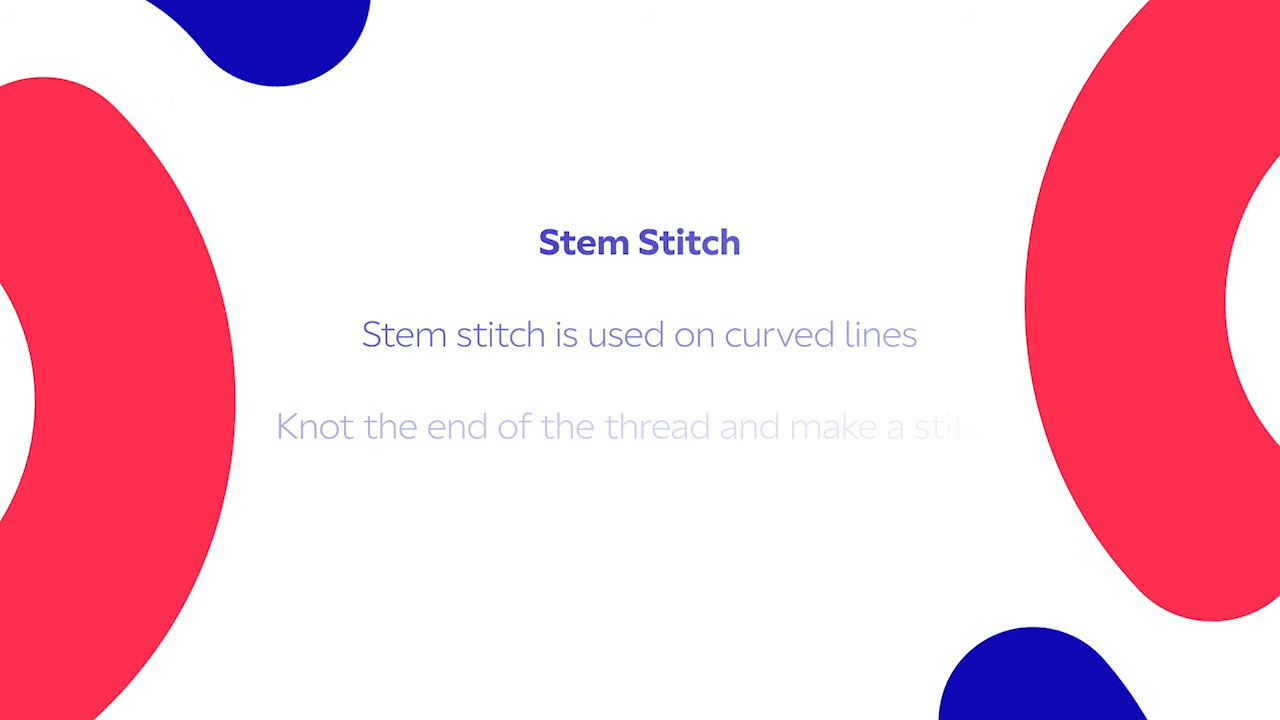 Stem Stitch
Stem stitch is used on curved lines
Knot the end of the thread and make a